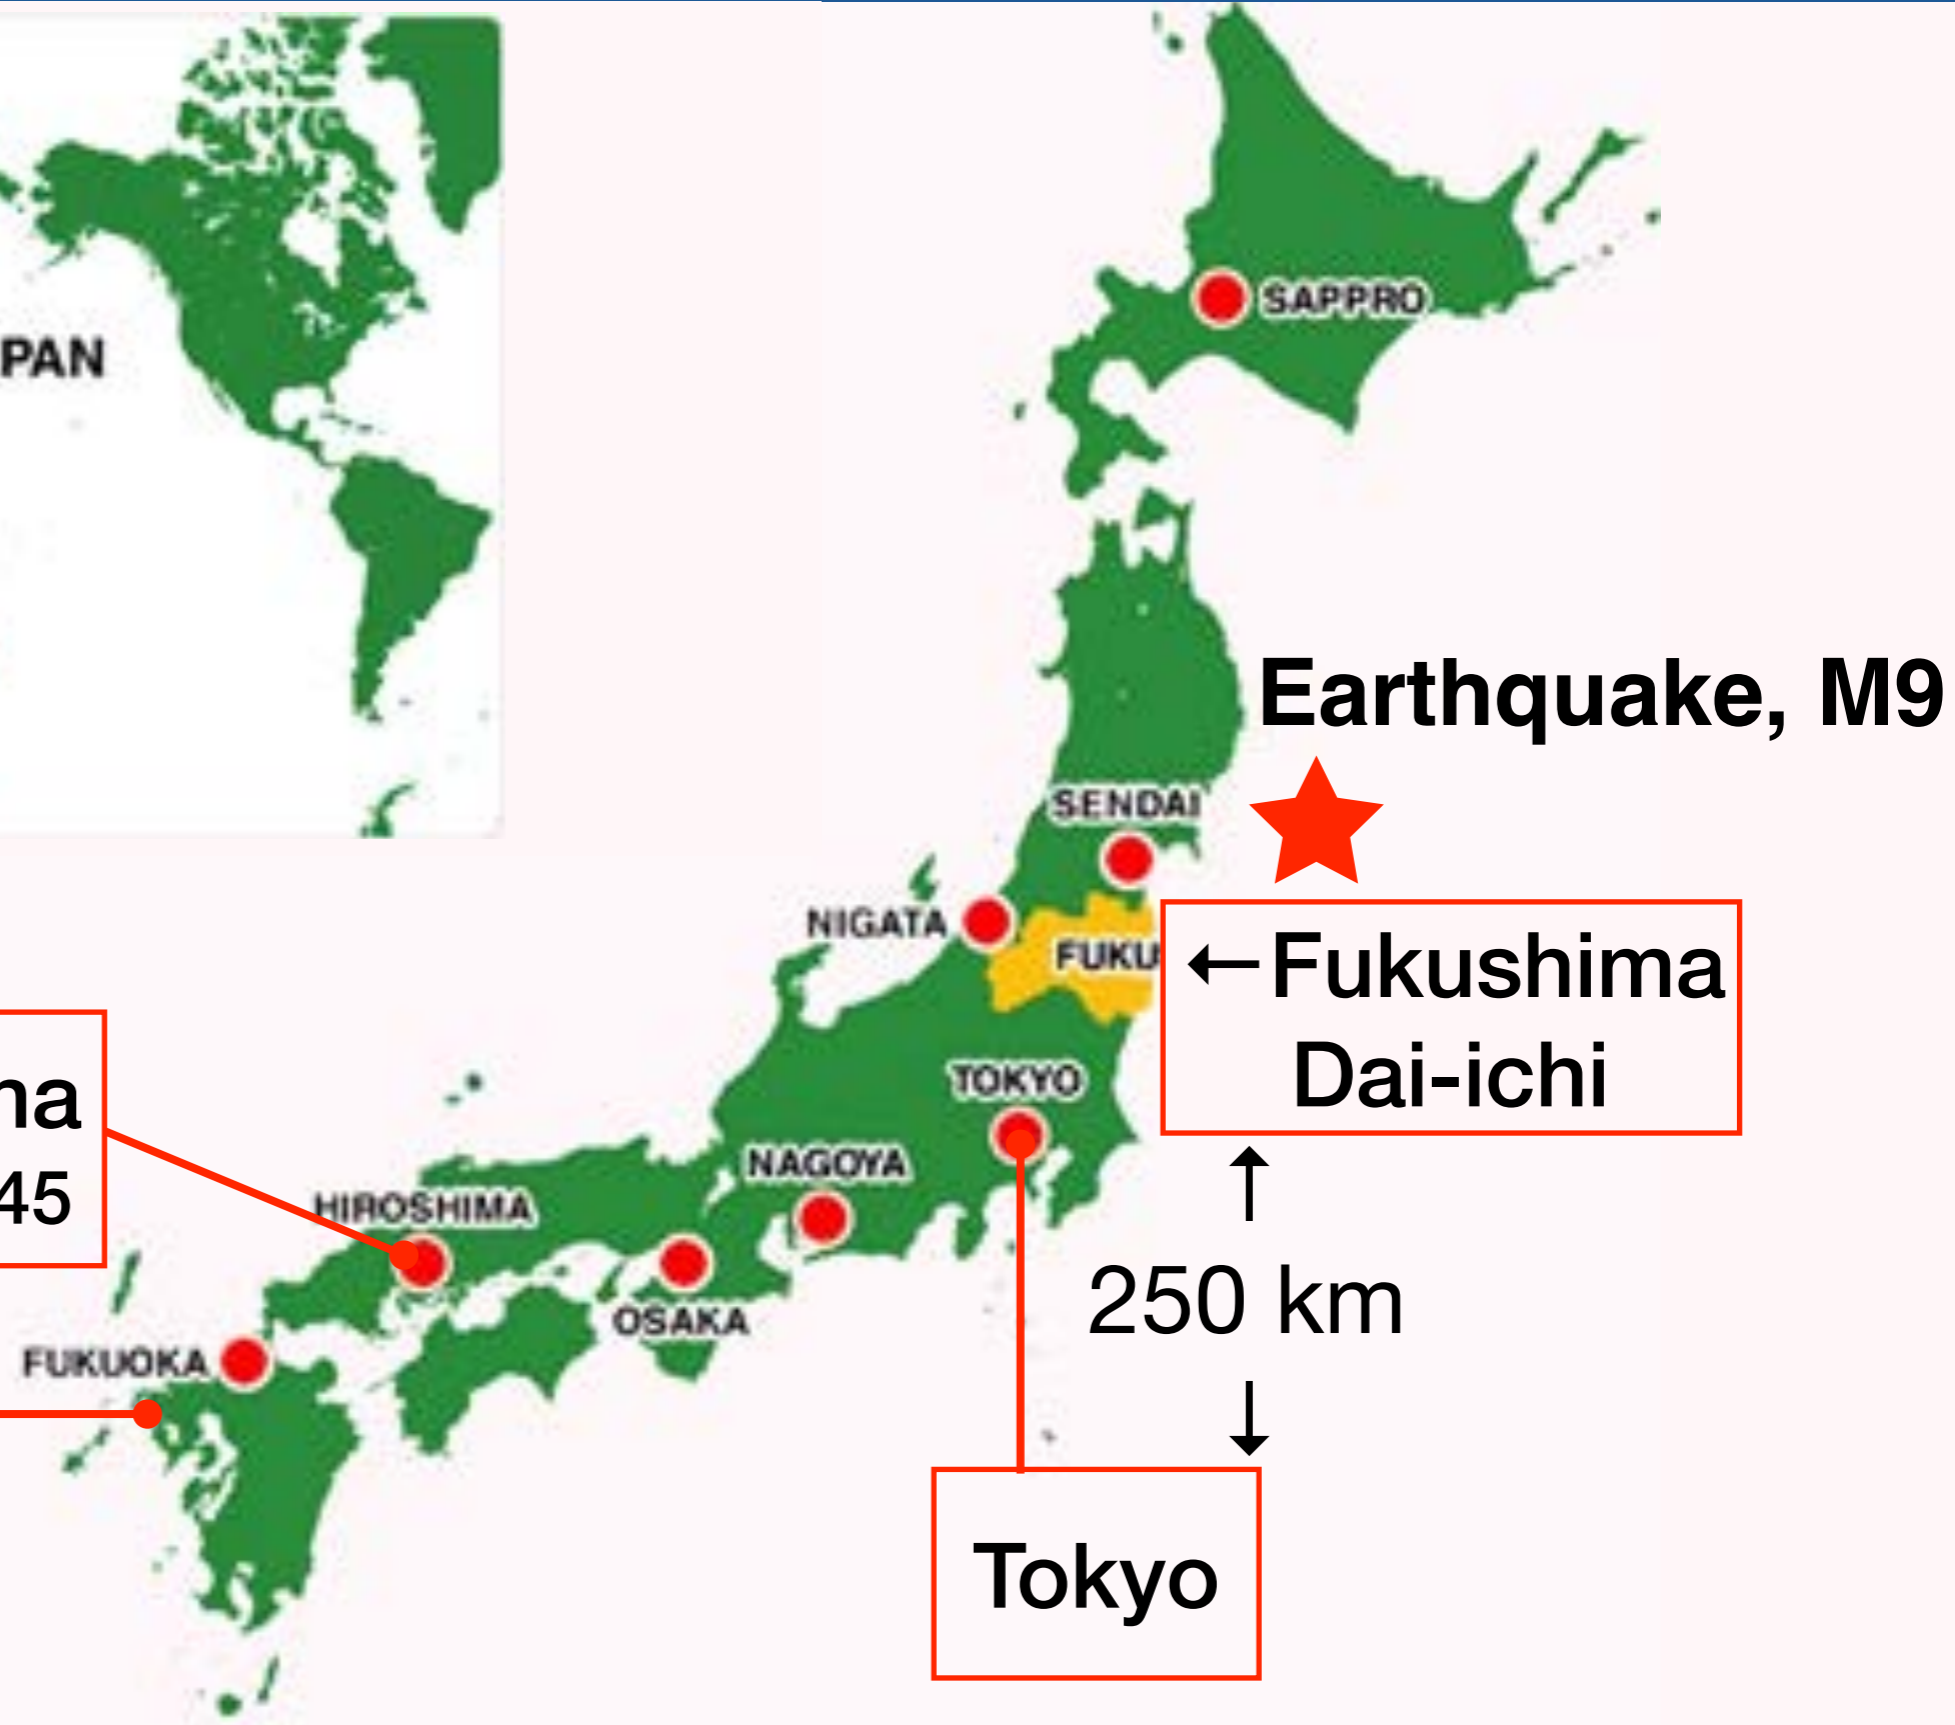 PAN
SAPPRO
Earthquake, M9
SENDAI
NIGATA
FUKU
←Fukushima
Dai-ichi
na
45
TOKYO
NAGOYA
HIROSHIMA
250 km
OSAKA
FUKUOKA
Tokyo